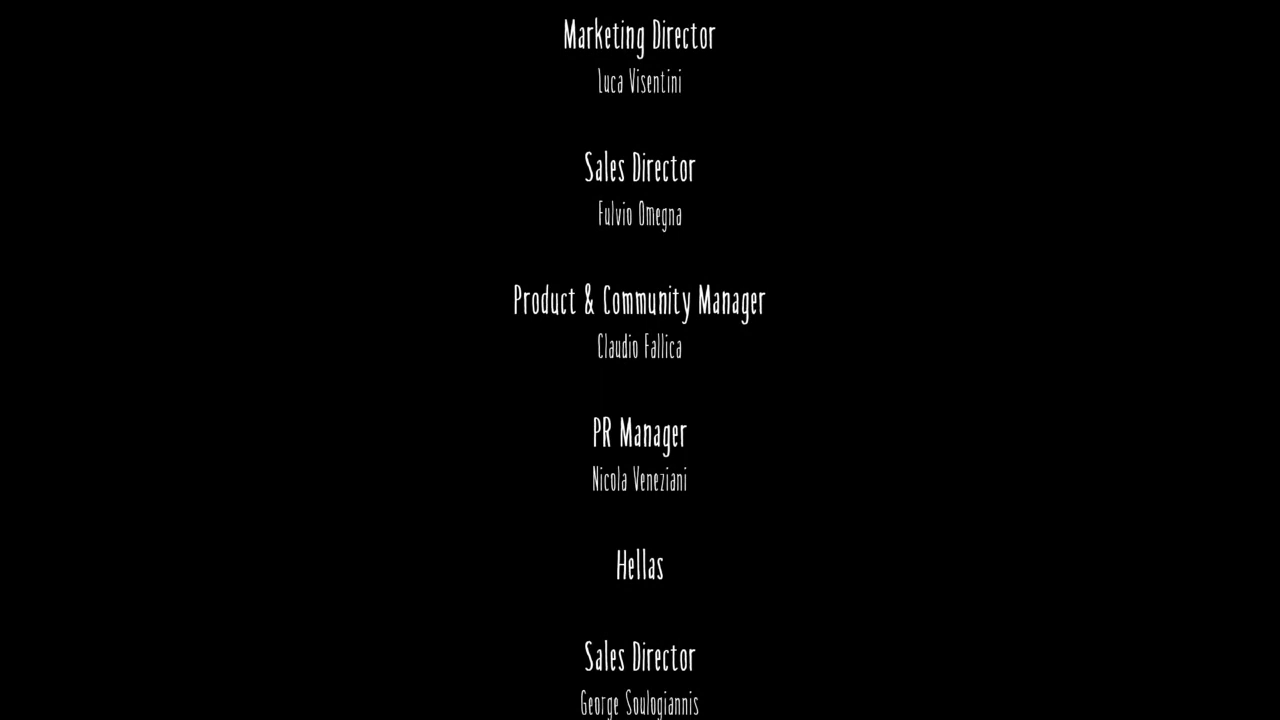 Marketing Director
Luca Visentini
Sales Director
Fulvio Omegna
Product & Community Manager
Claudio Fallica
PR Manager
Nicola Veneziani
Hellas
Sales Director
George Soulogiannis